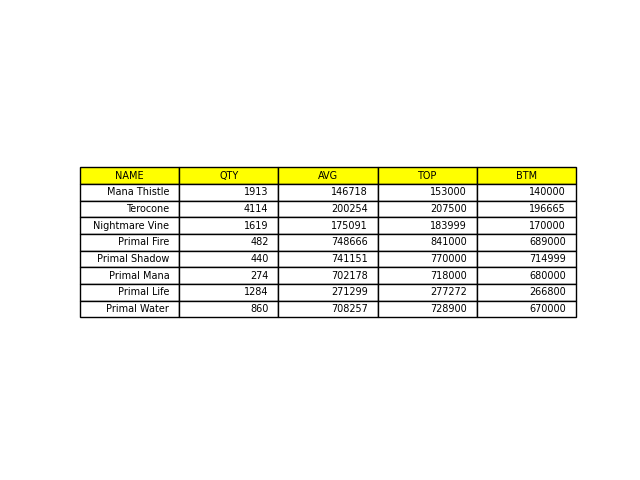 NAME QTY AVG TOP BTM
Mana Thistle 1913 146718 153000 140000
Terocone 4114 200254 207500 196665
Nightmare Vine 1619 175091 183999 170000
Primal Fire 482 748666 841000 689000
Primal Shadow 440 741151 770000 714999
Primal Mana 274 702178 718000 680000
Primal Life 1284 271299 277272 266800
Primal Water 860 708257 728900 670000